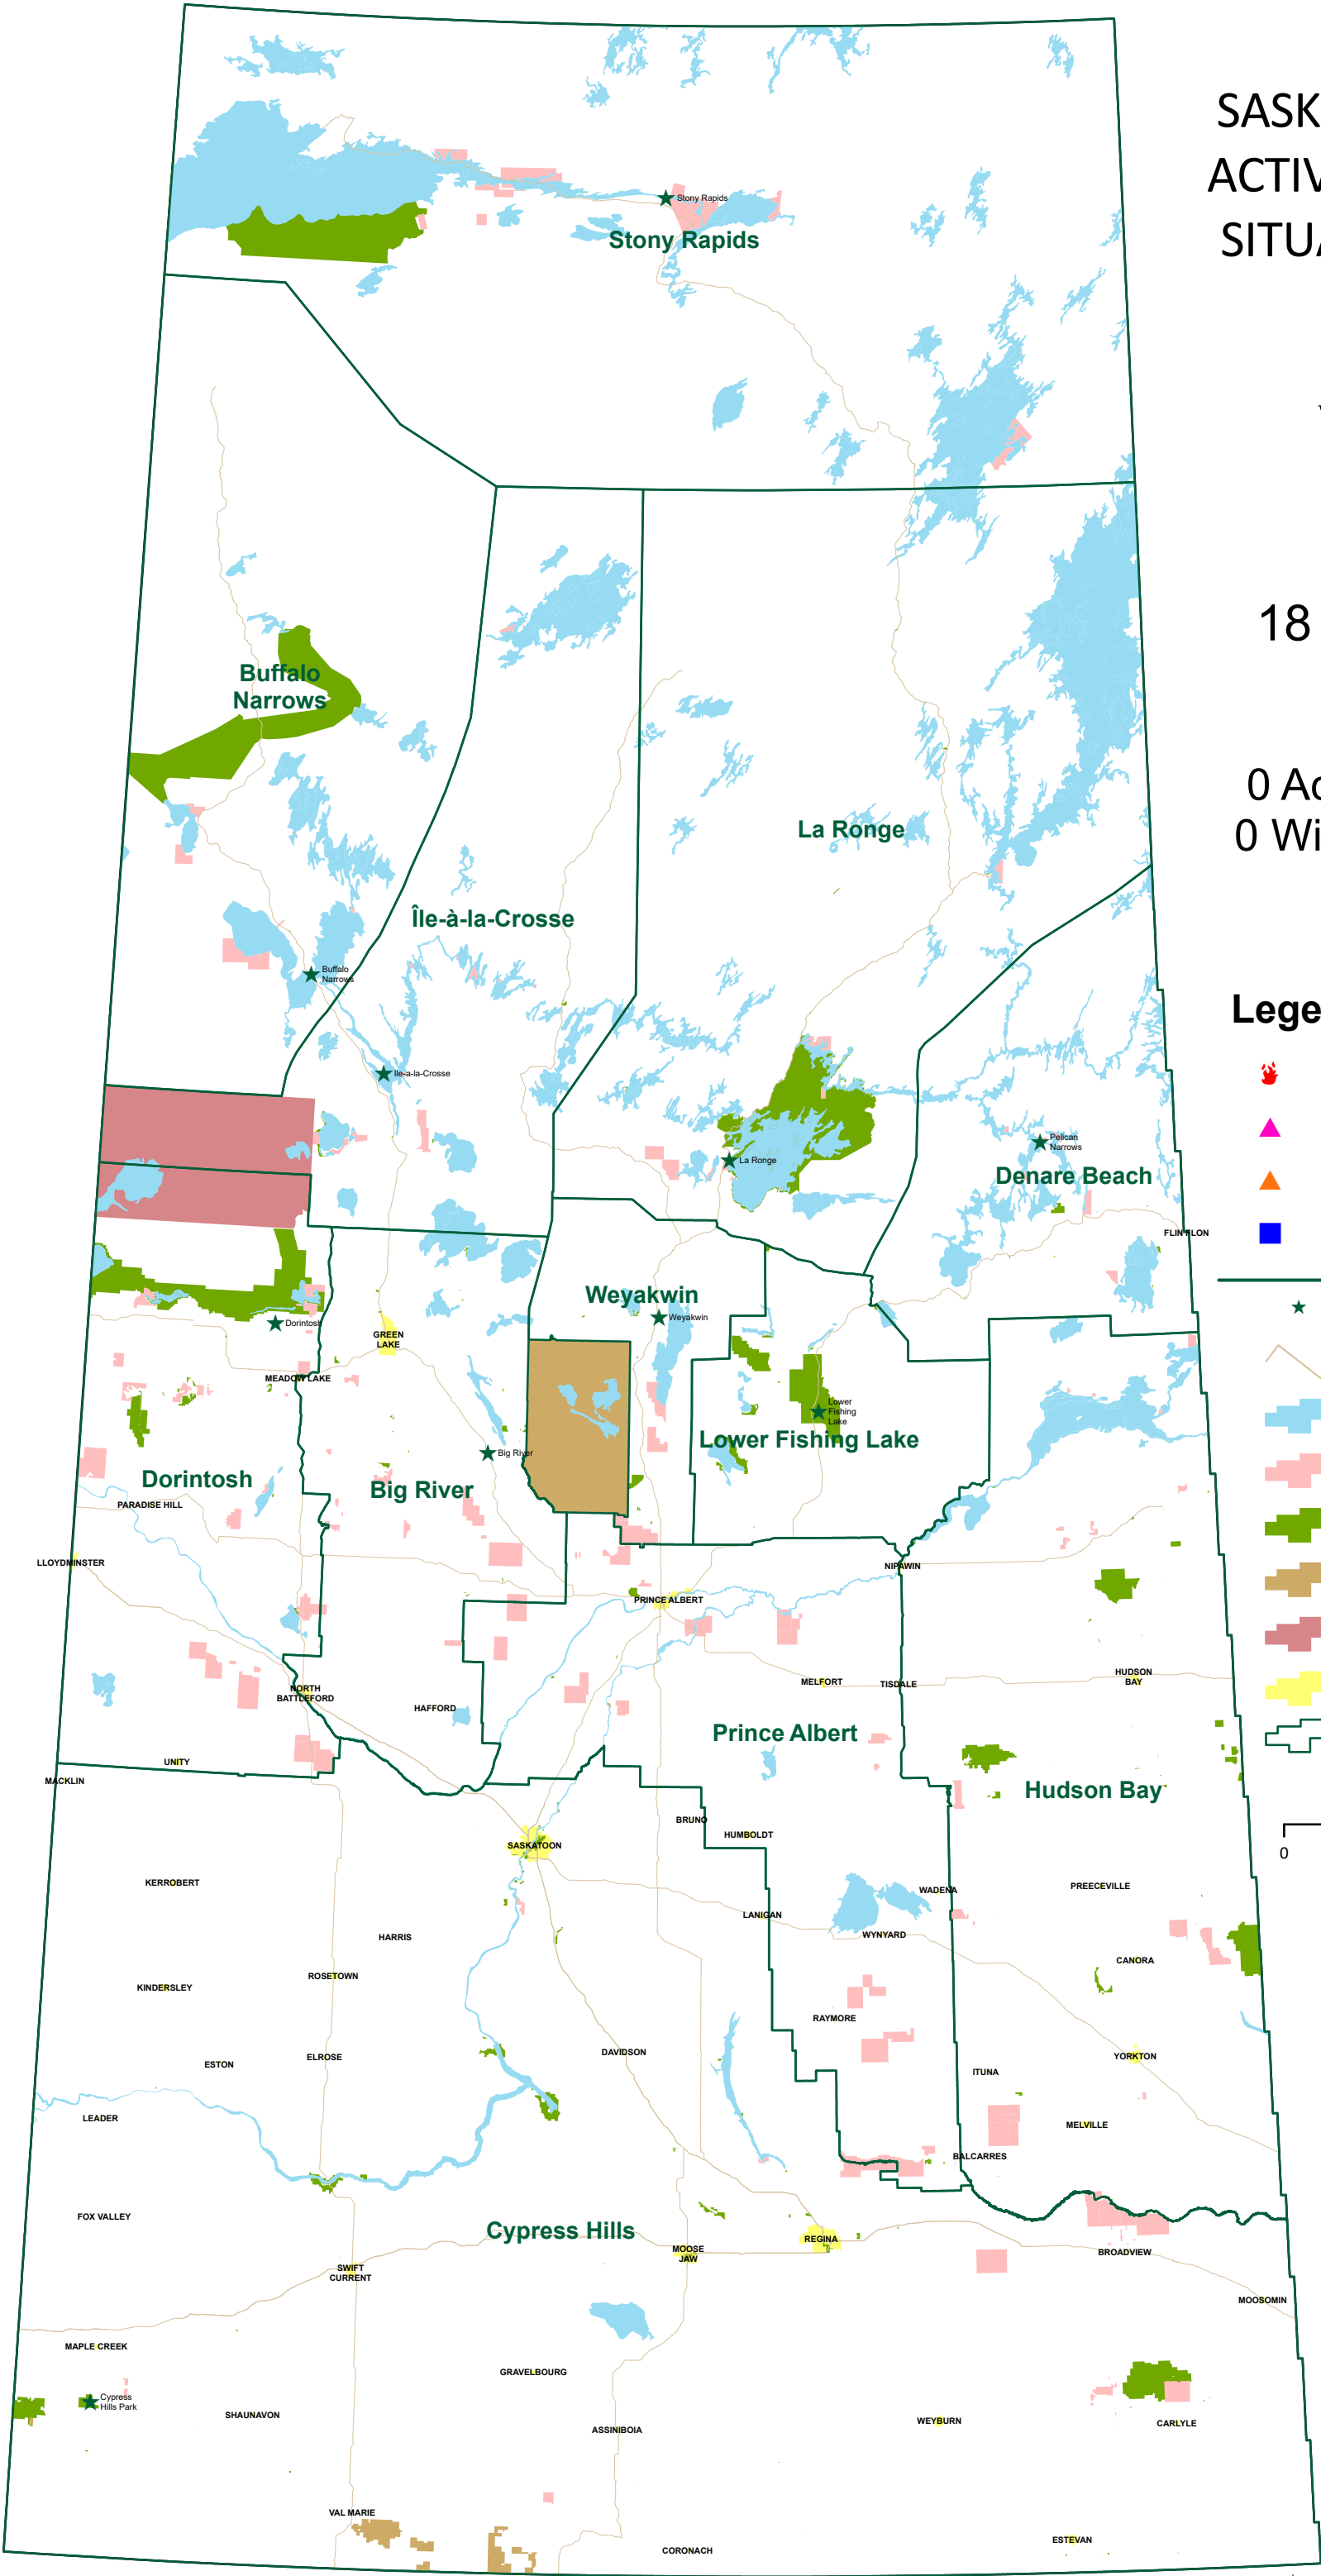 SASK
ACTIV
SITUA
18
0 Ac
0 Wi
Lege
0
Stony Rapids
Stony Rapids
Buffalo
Narrows
La Ronge
Île-à-la-Crosse
Buffalo
Narrows
Ile-a-la-Crosse
Pelican
Narrows
La Ronge
Denare Beach
FLIN FLON
Weyakwin
Weyakwin
Dorintosh
GREEN
LAKE
MEADOW LAKE
Lower
Fishing
Lake
Lower Fishing Lake
Big River
Dorintosh
Big River
PARADISE HILL
LLOYDMINSTER
NIPAWIN
PRINCE ALBERT
HUDSON
BAY
MELFORT
TISDALE
NORTH
BATTLEFORD
HAFFORD
Prince Albert
UNITY
MACKLIN
Hudson Bay
BRUNO
HUMBOLDT
SASKATOON
KERROBERT
PREECEVILLE
WADENA
LANIGAN
WYNYARD
HARRIS
CANORA
ROSETOWN
KINDERSLEY
RAYMORE
DAVIDSON
YORKTON
ELROSE
ESTON
ITUNA
LEADER
MELVILLE
BALCARRES
FOX VALLEY
Cypress Hills
REGINA
MOOSE
JAW
BROADVIEW
SWIFT
CURRENT
MOOSOMIN
MAPLE CREEK
GRAVELBOURG
Cypress
Hills Park
SHAUNAVON
WEYBURN
CARLYLE
ASSINIBOIA
VAL MARIE
ESTEVAN
CORONACH